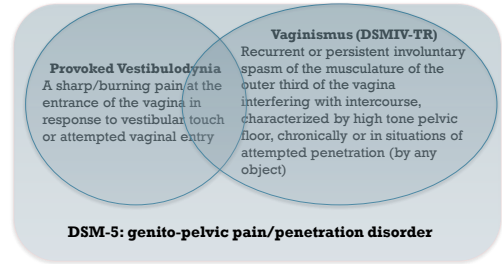 Provoked Vestibulodynia
A sharp/burning pain at the
entrance of the vagina in
response to vestibular touch
or attempted vaginal entry
Vaginismus (DSMIV-TR)
Recurrent or persistent involuntary
spasm of the musculature of the
outer third of the vagina
interfering with intercourse,
characterized by high tone pelvic
floor, chronically or in situations of
attempted penetration (by any
object)
DSM-5: genito-pelvic pain/penetration disorder